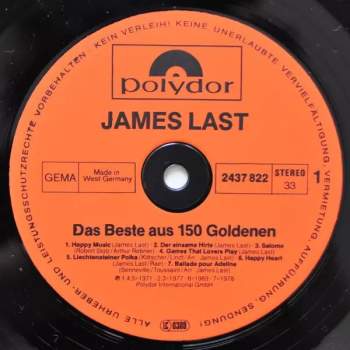 KEIN VERLEIH! KEINE UNERLAUBTE VERVIELFÄLTIGUNG, VERMIETUNG, AUFFÜHRUNG, SENDUNG!
ALLE URHEBER- UND LEISTUNGSSCHUTZRECHTE VORBEHALTEN
polydor
JAMES LAST
GEMA
Made in
West Germany
2437 822
STEREO
33
1
Das Beste aus 150 Goldenen
1. Happy Music (James Last) · 2. Der einsame Hirte (James Last) · 3. Salome
(Robert Stolz / Arthur Rebner) · 4. Games That Lovers Play (James Last)
5. Liechtensteiner Polka (Kötscher/Lindt/Arr. James Last) · 6. Happy Heart
(James Last/Rain) · 7. Ballade pour Adeline
(Senneville/Toussaint/Arr. James Last)
Polydor International GmbH